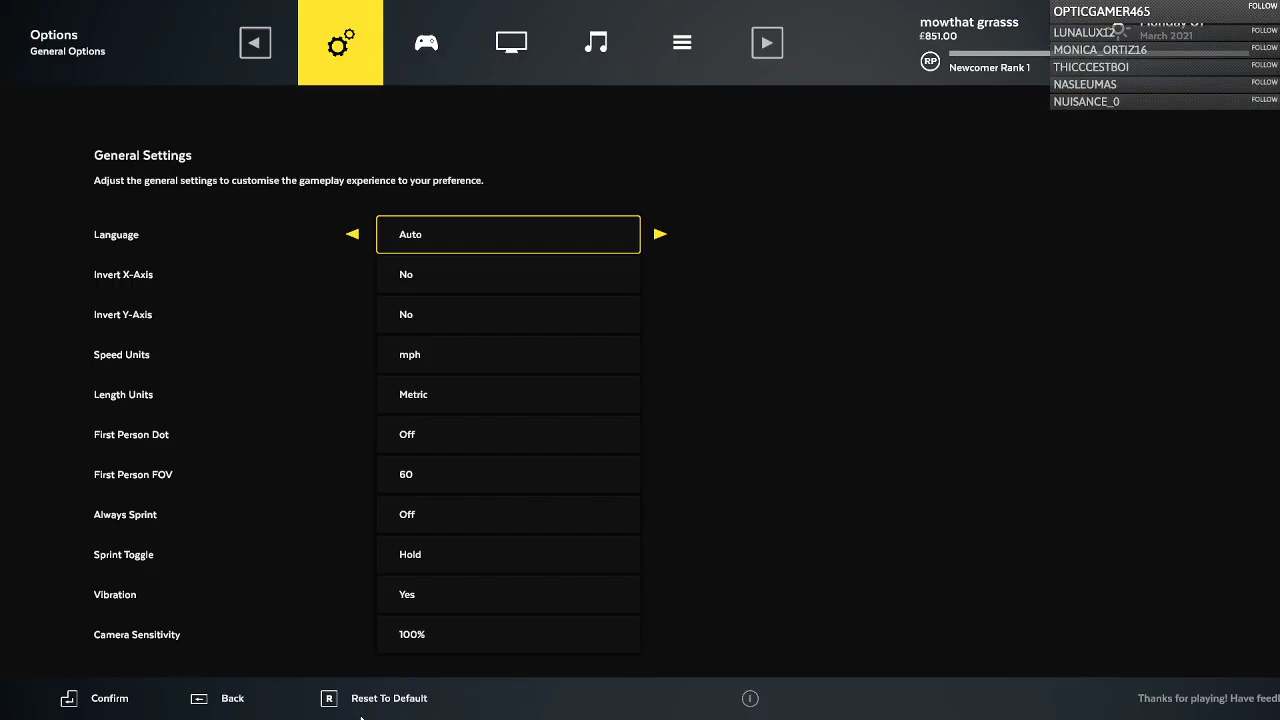 Options
General Options
mowthat grrasss
£851.00
RP
Newcomer Rank 1
March 2021
OPTICGAMER465 FOLLOW
LUNALUX12 FOLLOW
MONICA_ORTIZ16 FOLLOW
THICCCESTBOI FOLLOW
NASLEUMAS FOLLOW
NUISANCE_0 FOLLOW
General Settings
Adjust the general settings to customise the gameplay experience to your preference.
Language Auto
Invert X-Axis No
Invert Y-Axis No
Speed Units mph
Length Units Metric
First Person Dot Off
First Person FOV 60
Always Sprint Off
Sprint Toggle Hold
Vibration Yes
Camera Sensitivity 100%
Confirm Back R Reset To Default i Thanks for playing! Have feed